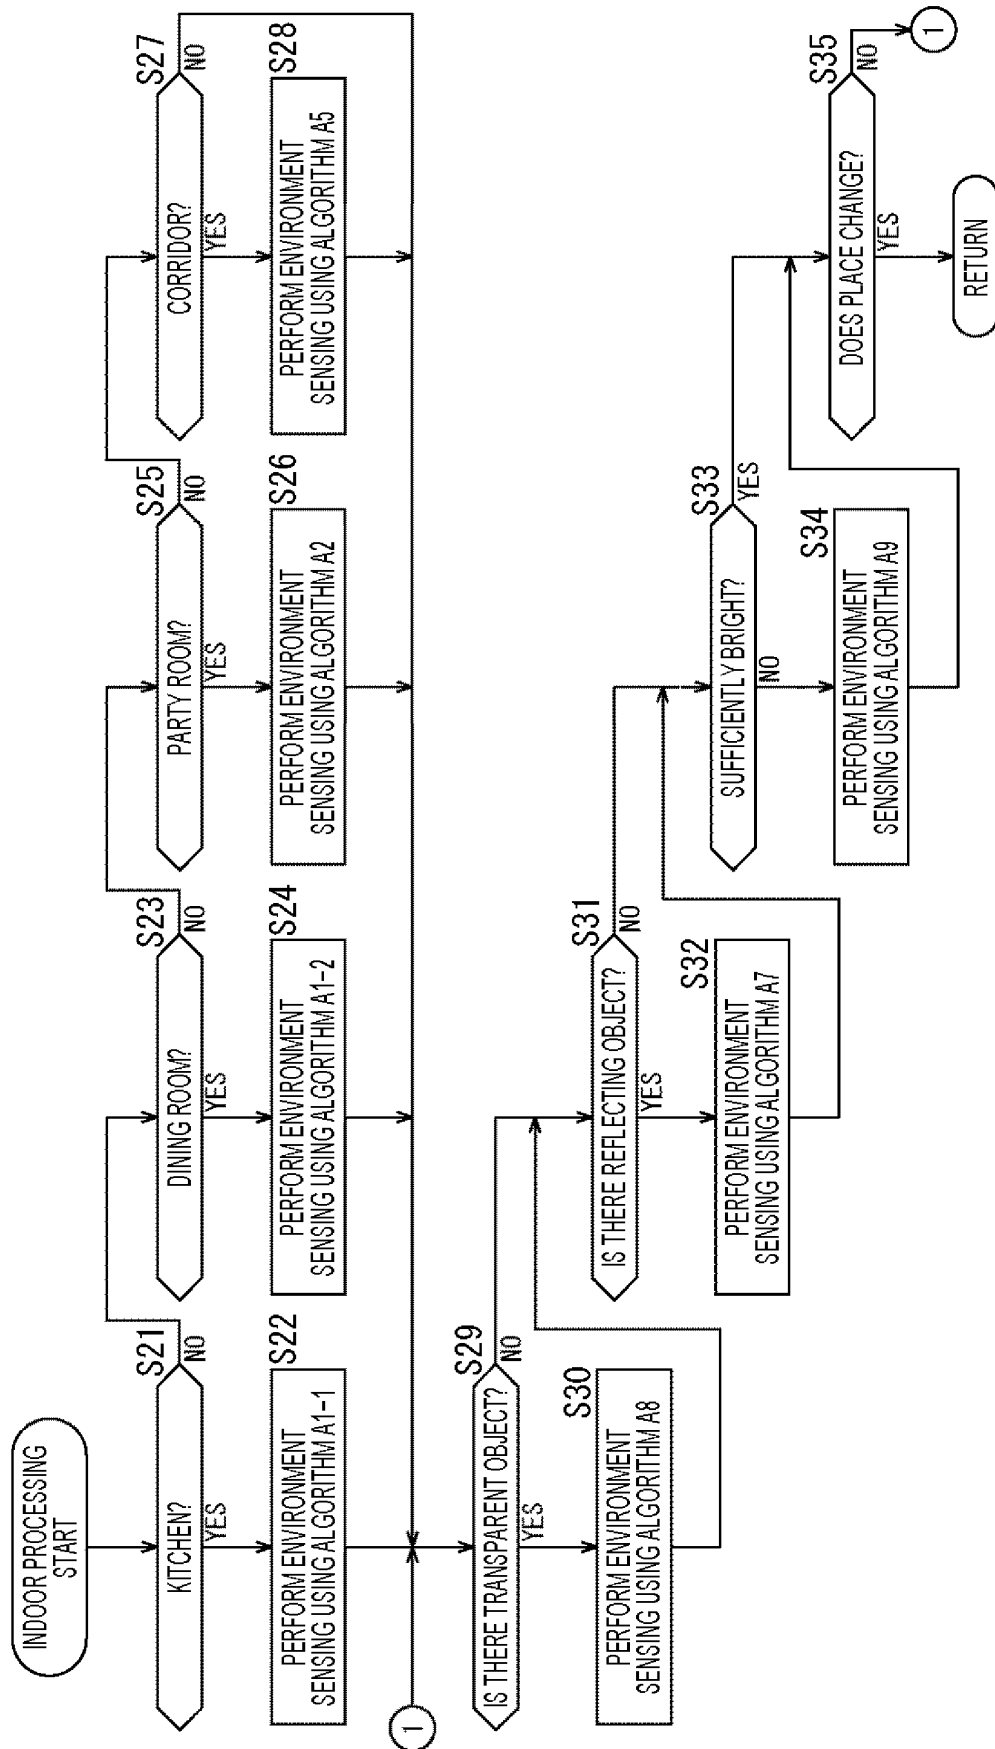 INDOOR PROCESSING
START
S21
KITCHEN?
NO
YES
S22
PERFORM ENVIRONMENT
SENSING USING ALGORITHM A1-1
S23
DINING ROOM?
NO
YES
S24
PERFORM ENVIRONMENT
SENSING USING ALGORITHM A1-2
S25
PARTY ROOM?
NO
YES
S26
PERFORM ENVIRONMENT
SENSING USING ALGORITHM A2
S27
CORRIDOR?
NO
YES
S28
PERFORM ENVIRONMENT
SENSING USING ALGORITHM A5
1
S29
IS THERE TRANSPARENT OBJECT?
NO
YES
S30
PERFORM ENVIRONMENT
SENSING USING ALGORITHM A8
S31
IS THERE REFLECTING OBJECT?
NO
YES
S32
PERFORM ENVIRONMENT
SENSING USING ALGORITHM A7
S33
SUFFICIENTLY BRIGHT?
YES
NO
S34
PERFORM ENVIRONMENT
SENSING USING ALGORITHM A9
S35
DOES PLACE CHANGE?
NO
YES
1
RETURN